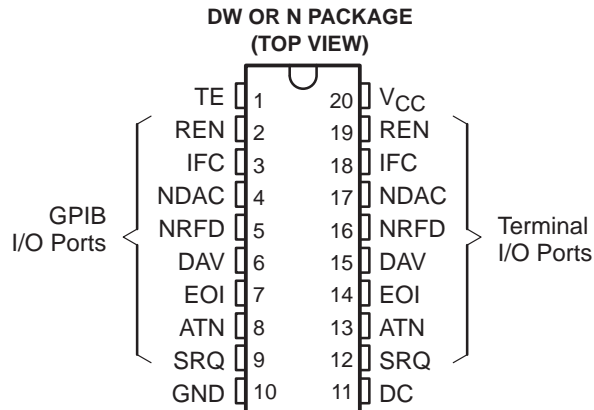 DW OR N PACKAGE
(TOP VIEW)
TE 1 20 VCC
REN 2 19 REN
IFC 3 18 IFC
NDAC 4 17 NDAC
NRFD 5 16 NRFD
DAV 6 15 DAV
EOI 7 14 EOI
ATN 8 13 ATN
SRQ 9 12 SRQ
GND 10 11 DC
GPIB
I/O Ports
Terminal
I/O Ports